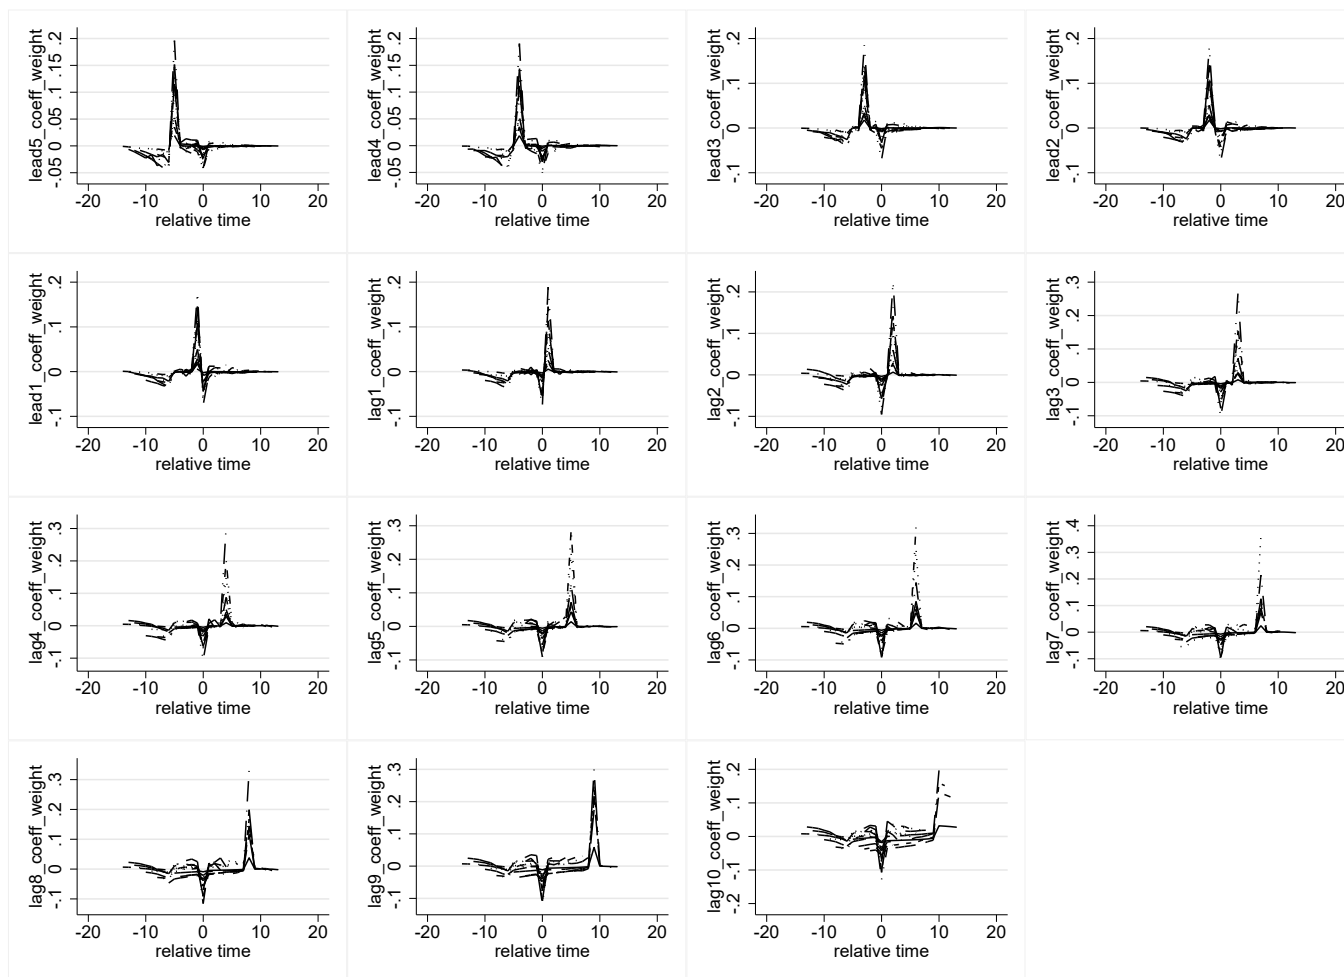 lead5_coeff_weight
-.05 0 .05 .1 .15 .2
-20 -10 0 10 20
relative time
lead4_coeff_weight
-.05 0 .05 .1 .15 .2
-20 -10 0 10 20
relative time
lead3_coeff_weight
-.1 0 .1 .2
-20 -10 0 10 20
relative time
lead2_coeff_weight
-.1 0 .1 .2
-20 -10 0 10 20
relative time
lead1_coeff_weight
-.1 0 .1 .2
-20 -10 0 10 20
relative time
lag1_coeff_weight
-.1 0 .1 .2
-20 -10 0 10 20
relative time
lag2_coeff_weight
-.1 0 .1 .2
-20 -10 0 10 20
relative time
lag3_coeff_weight
-.1 0 .1 .2 .3
-20 -10 0 10 20
relative time
lag4_coeff_weight
-.1 0 .1 .2 .3
-20 -10 0 10 20
relative time
lag5_coeff_weight
-.1 0 .1 .2 .3
-20 -10 0 10 20
relative time
lag6_coeff_weight
-.1 0 .1 .2 .3
-20 -10 0 10 20
relative time
lag7_coeff_weight
-.1 0 .1 .2 .3 .4
-20 -10 0 10 20
relative time
lag8_coeff_weight
-.1 0 .1 .2 .3
-20 -10 0 10 20
relative time
lag9_coeff_weight
-.1 0 .1 .2 .3
-20 -10 0 10 20
relative time
lag10_coeff_weight
-.2 -.1 0 .1 .2
-20 -10 0 10 20
relative time